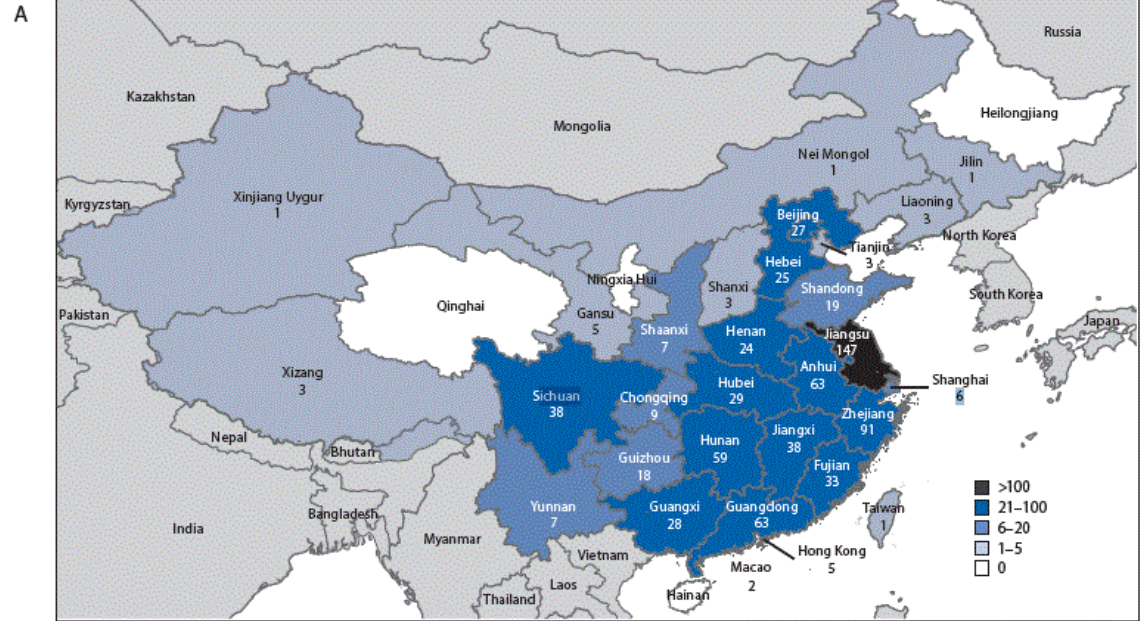 A
Russia
Kazakhstan
Heilongjiang
Mongolia
Nei Mongol
1
Jilin
1
Xinjiang Uygur
1
Kyrgyzstan
Liaoning
3
Beijing
27
North Korea
Tianjin
3
Hebei
25
Ningxia Hui
Shanxi
3
Shandong
19
South Korea
Qinghai
Gansu
5
Pakistan
Japan
Shaanxi
7
Henan
24
Jiangsu
147
Xizang
3
Anhui
63
Shanghai
6
Hubei
29
Sichuan
38
Chongqing
9
Zhejiang
91
Nepal
Jiangxi
38
Hunan
59
Bhutan
Guizhou
18
Fujian
33
>100
21–100
6–20
1–5
0
Yunnan
7
Guangxi
28
Guangdong
63
Taiwan
1
Bangladesh
India
Myanmar
Vietnam
Hong Kong
5
Macao
2
Laos
Thailand
Hainan